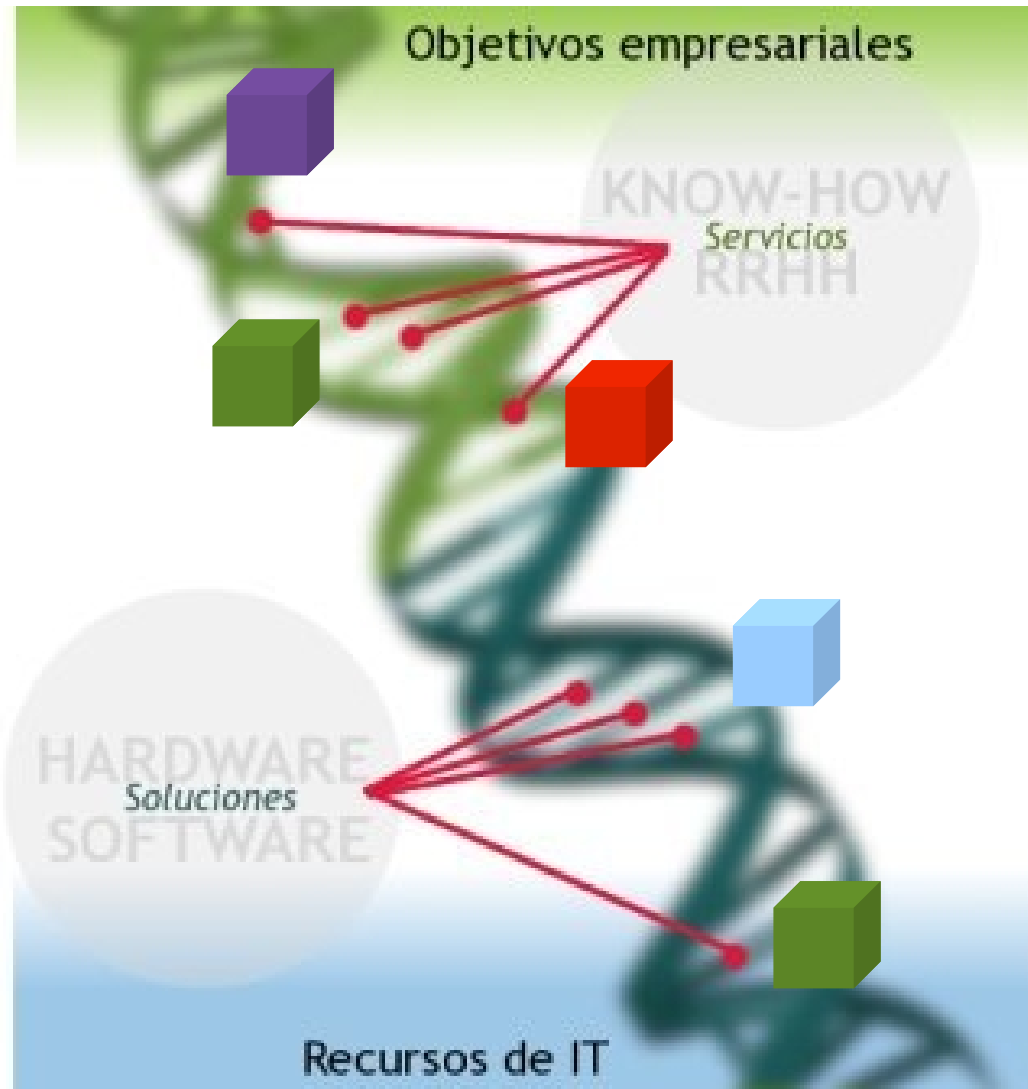 Objetivos empresariales
KNOW-HOW
Servicios
RRHH
HARDWARE
Soluciones
SOFTWARE
Recursos de IT